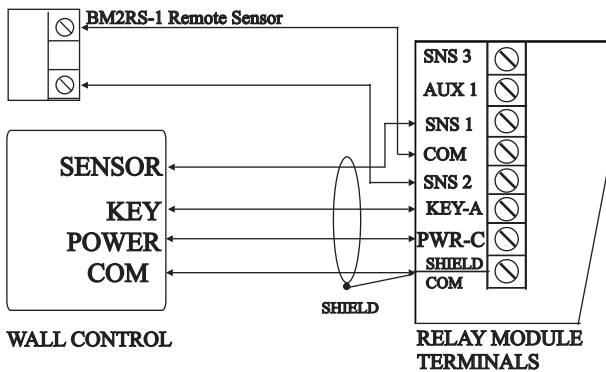 BM2RS-1 Remote Sensor
SNS 3
AUX 1
SNS 1
COM
SNS 2
KEY-A
PWR-C
SHIELD
COM
SENSOR
KEY
POWER
COM
SHIELD
WALL CONTROL
RELAY MODULE
TERMINALS